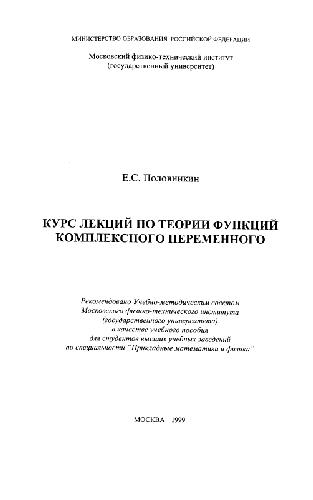 МИНИСТЕРСТВО ОБРАЗОВАНИЯ РОССИЙСКОЙ ФЕДЕРАЦИИ
Московский физико-технический институт
(государственный университет)
Е.С. Половинкин
КУРС ЛЕКЦИЙ ПО ТЕОРИИ ФУНКЦИЙ
КОМПЛЕКСНОГО ПЕРЕМЕННОГО
Рекомендовано Учебно-методическим советом
Московского физико-технического института
(государственного университета)
в качестве учебного пособия
для студентов высших учебных заведений
по специальности "Прикладные математика и физика"
МОСКВА 1999